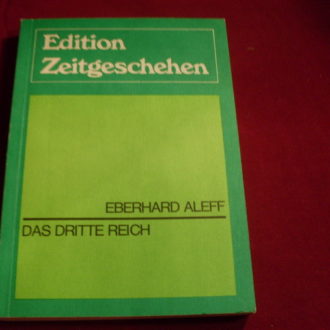 Edition
Zeitgeschehen
EBERHARD ALEFF
DAS DRITTE REICH